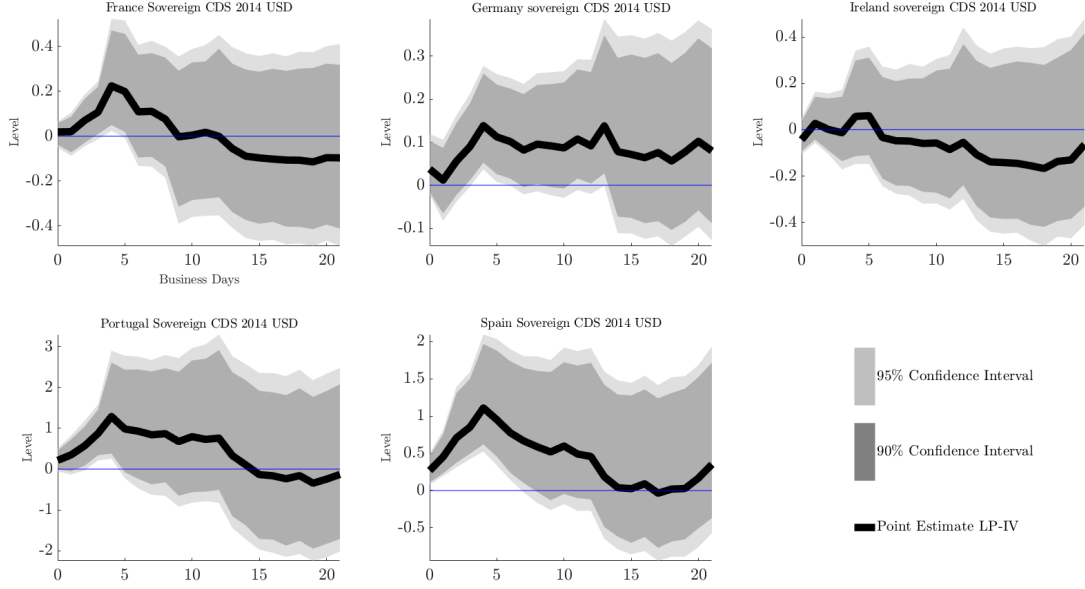 France Sovereign CDS 2014 USD
Level
0.4
0.2
0
-0.2
-0.4
0 5 10 15 20
Business Days
Germany sovereign CDS 2014 USD
Level
0.3
0.2
0.1
0
-0.1
0 5 10 15 20
Ireland sovereign CDS 2014 USD
Level
0.4
0.2
0
-0.2
-0.4
0 5 10 15 20
Portugal Sovereign CDS 2014 USD
Level
3
2
1
0
-1
-2
0 5 10 15 20
Spain Sovereign CDS 2014 USD
Level
2
1.5
1
0.5
0
-0.5
0 5 10 15 20
95% Confidence Interval
90% Confidence Interval
Point Estimate LP-IV